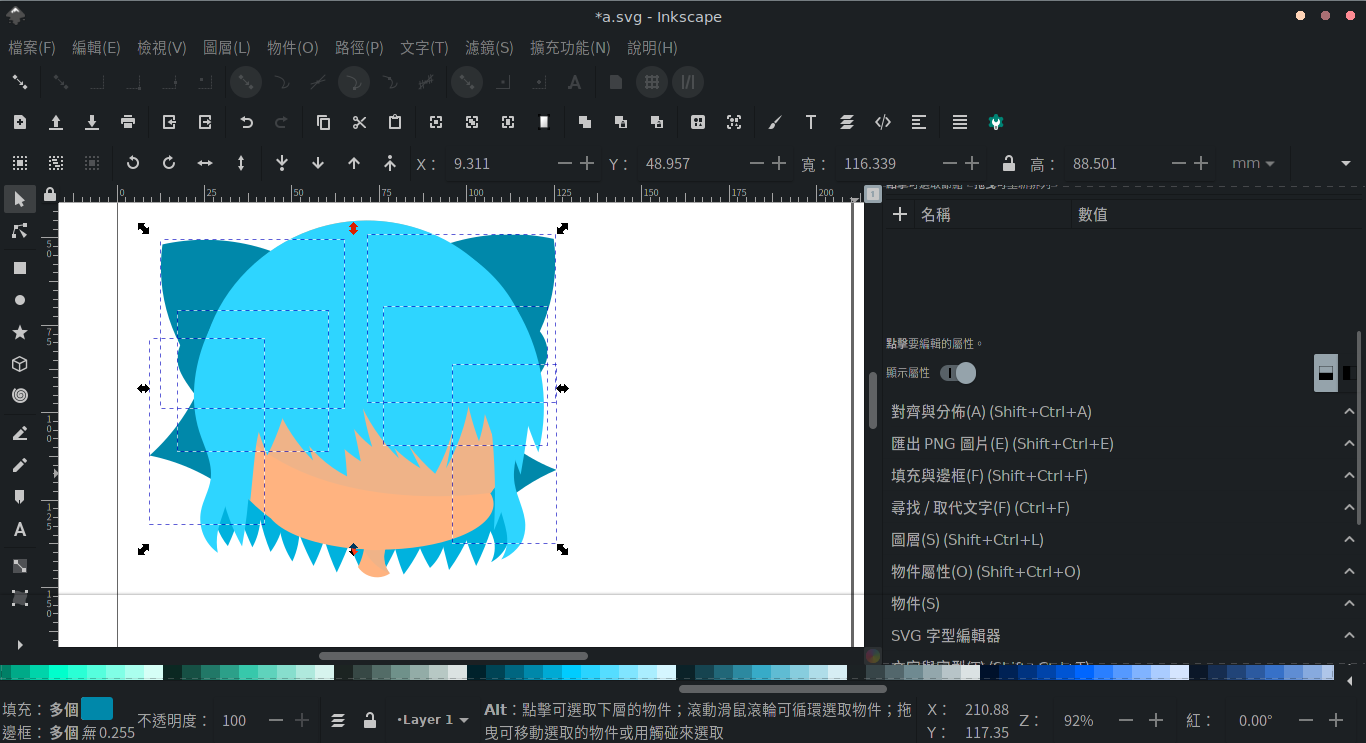 *a.svg - Inkscape
檔案(F) 編輯(E) 檢視(V) 圖層(L) 物件(O) 路徑(P) 文字(T) 濾鏡(S) 擴充功能(N) 說明(H)
X： 9.311 Y： 48.957 寬： 116.339 高： 88.501 mm
0 25 50 75 100 125 150 175 200
50
75
100
125
150
1
名稱 數值
點擊要編輯的屬性。
顯示屬性
對齊與分佈(A) (Shift+Ctrl+A)
匯出 PNG 圖片(E) (Shift+Ctrl+E)
填充與邊框(F) (Shift+Ctrl+F)
尋找 / 取代文字(F) (Ctrl+F)
圖層(S) (Shift+Ctrl+L)
物件屬性(O) (Shift+Ctrl+O)
物件(S)
SVG 字型編輯器
填充： 多個
邊框： 多個 無 0.255
不透明度： 100
•Layer 1
Alt：點擊可選取下層的物件；滾動滑鼠滾輪可循環選取物件；拖
曳可移動選取的物件或用觸碰來選取
X： 210.88
Y： 117.35
Z： 92%
紅： 0.00°